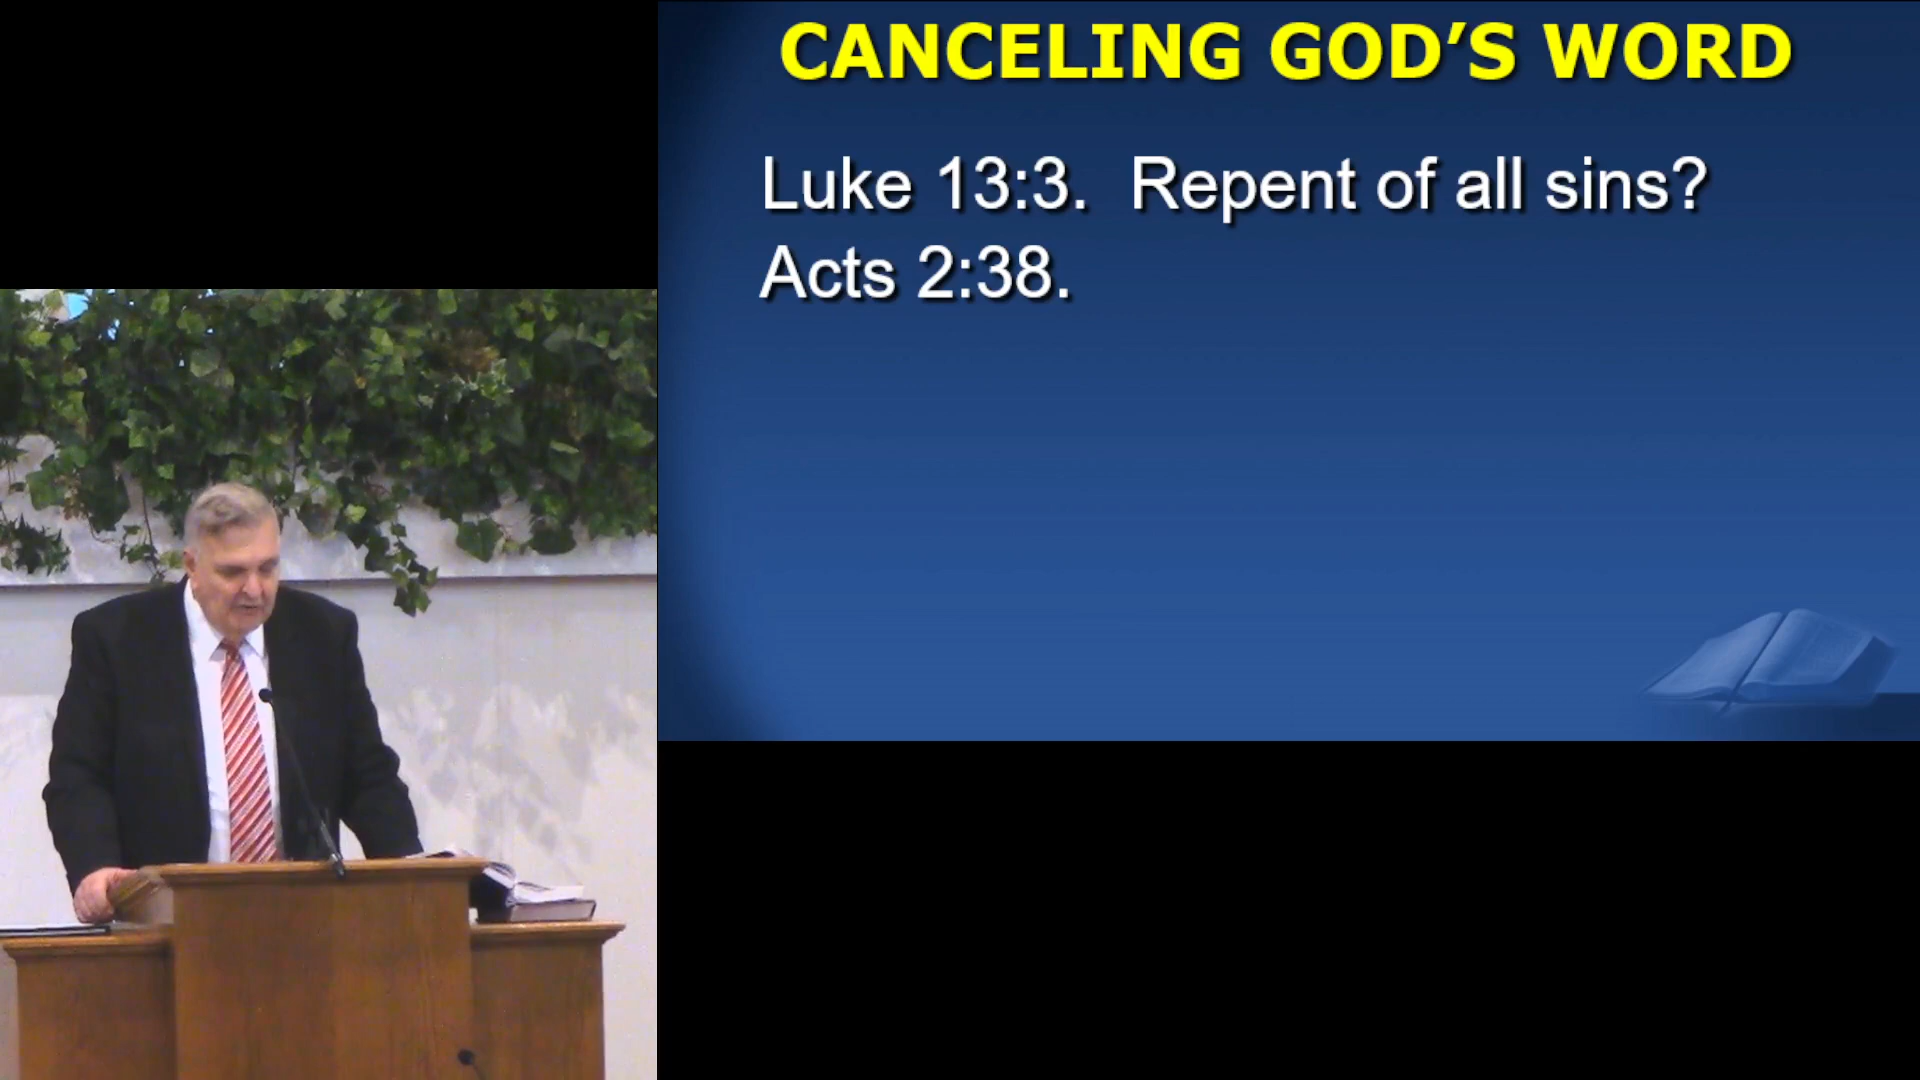 CANCELING GOD’S WORD
Luke 13:3.  Repent of all sins?
Acts 2:38.